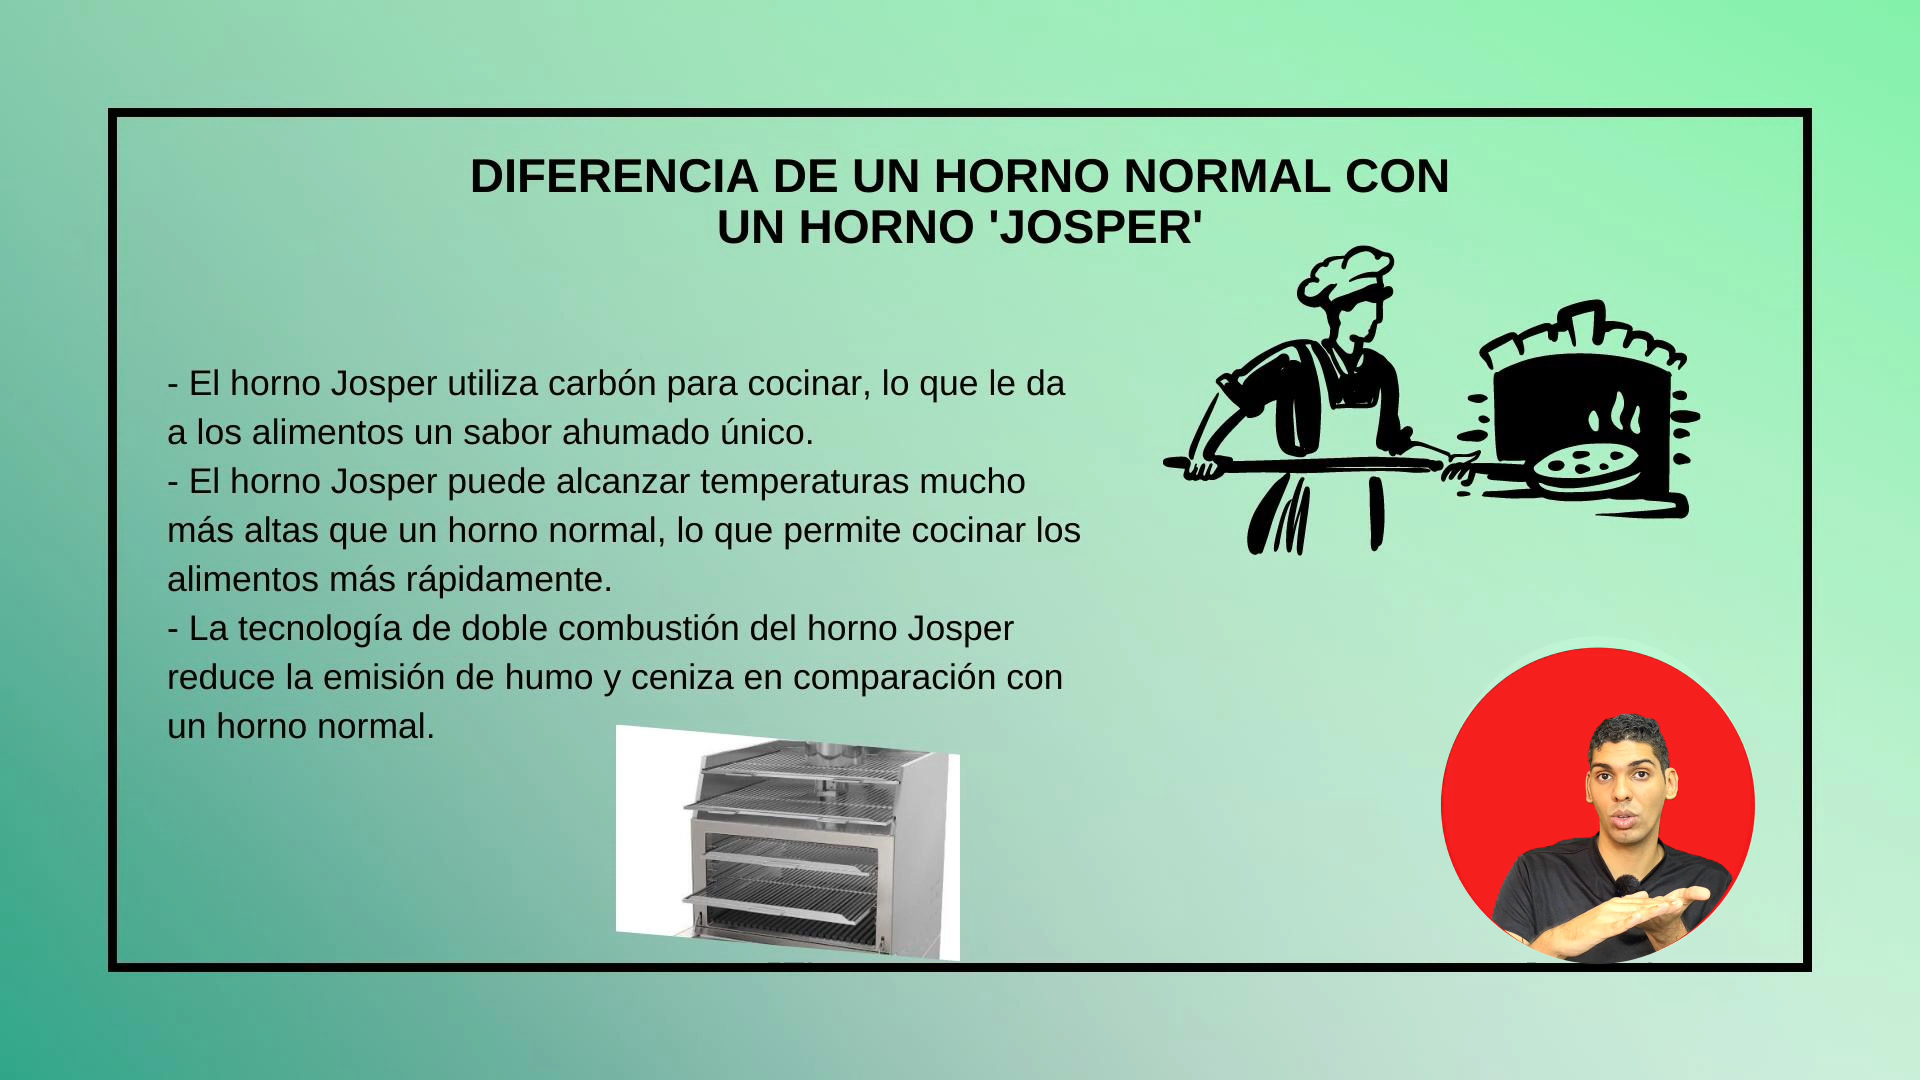 DIFERENCIA DE UN HORNO NORMAL CON
UN HORNO 'JOSPER'
- El horno Josper utiliza carbón para cocinar, lo que le da
a los alimentos un sabor ahumado único.
- El horno Josper puede alcanzar temperaturas mucho
más altas que un horno normal, lo que permite cocinar los
alimentos más rápidamente.
- La tecnología de doble combustión del horno Josper
reduce la emisión de humo y ceniza en comparación con
un horno normal.